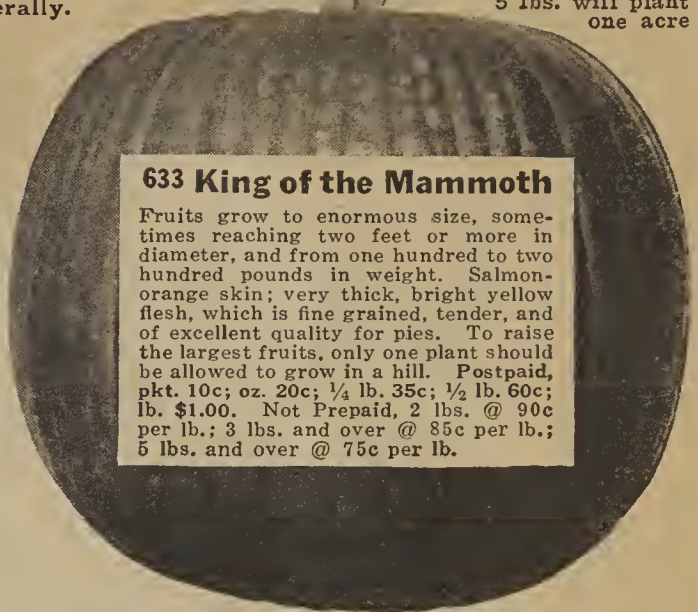 erally.
5 lbs. will plant
one acre
633 King of the Mammoth
Fruits grow to enormous size, some-
times reaching two feet or more in
diameter, and from one hundred to two
hundred pounds in weight. Salmon-
orange skin; very thick, bright yellow
flesh, which is fine grained, tender, and
of excellent quality for pies. To raise
the largest fruits, only one plant should
be allowed to grow in a hill. Postpaid,
pkt. 10c; oz. 20c; ¼ lb. 35c; ½ lb. 60c;
lb. $1.00. Not Prepaid, 2 lbs. @ 90c
per lb.; 3 lbs. and over @ 85c per lb.;
5 lbs. and over @ 75c per lb.